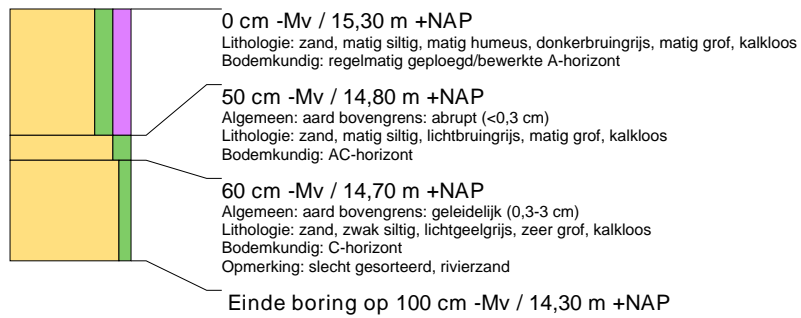 0 cm -Mv / 15,30 m +NAP
Lithologie: zand, matig siltig, matig humeus, donkerbruingrijs, matig grof, kalkloos
Bodemkundig: regelmatig geploegd/bewerkte A-horizont
50 cm -Mv / 14,80 m +NAP
Algemeen: aard bovengrens: abrupt (<0,3 cm)
Lithologie: zand, matig siltig, lichtbruingrijs, matig grof, kalkloos
Bodemkundig: AC-horizont
60 cm -Mv / 14,70 m +NAP
Algemeen: aard bovengrens: geleidelijk (0,3-3 cm)
Lithologie: zand, zwak siltig, lichtgeelgrijs, zeer grof, kalkloos
Bodemkundig: C-horizont
Opmerking: slecht gesorteerd, rivierzand
Einde boring op 100 cm -Mv / 14,30 m +NAP